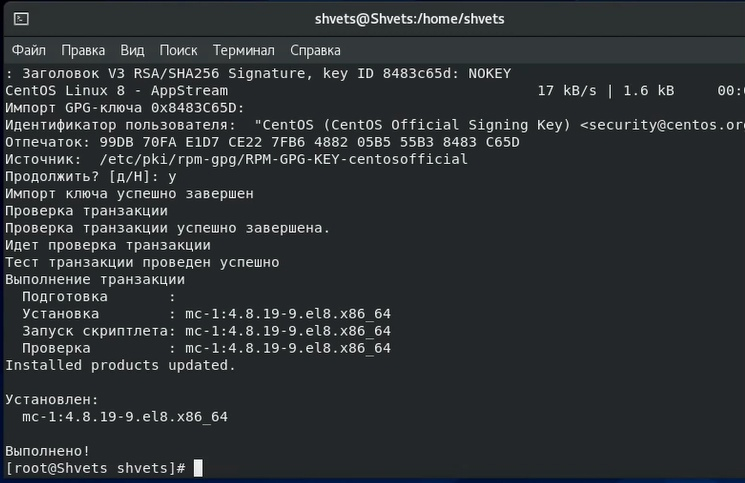 shvets@Shvets:/home/shvets
Файл Правка Вид Поиск Терминал Справка
: Заголовок V3 RSA/SHA256 Signature, key ID 8483c65d: NOKEY
CentOS Linux 8 - AppStream 17 kB/s | 1.6 kB 00:
Импорт GPG-ключа 0x8483C65D:
Идентификатор пользователя: "CentOS (CentOS Official Signing Key) <security@centos.or
Отпечаток: 99DB 70FA E1D7 CE22 7FB6 4882 05B5 55B3 8483 C65D
Источник: /etc/pki/rpm-gpg/RPM-GPG-KEY-centosofficial
Продолжить? [д/Н]: y
Импорт ключа успешно завершен
Проверка транзакции
Проверка транзакции успешно завершена.
Идет проверка транзакции
Тест транзакции проведен успешно
Выполнение транзакции
Подготовка :
Установка : mc-1:4.8.19-9.el8.x86_64
Запуск скриптлета: mc-1:4.8.19-9.el8.x86_64
Проверка : mc-1:4.8.19-9.el8.x86_64
Installed products updated.
Установлен:
mc-1:4.8.19-9.el8.x86_64
Выполнено!
[root@Shvets shvets]#